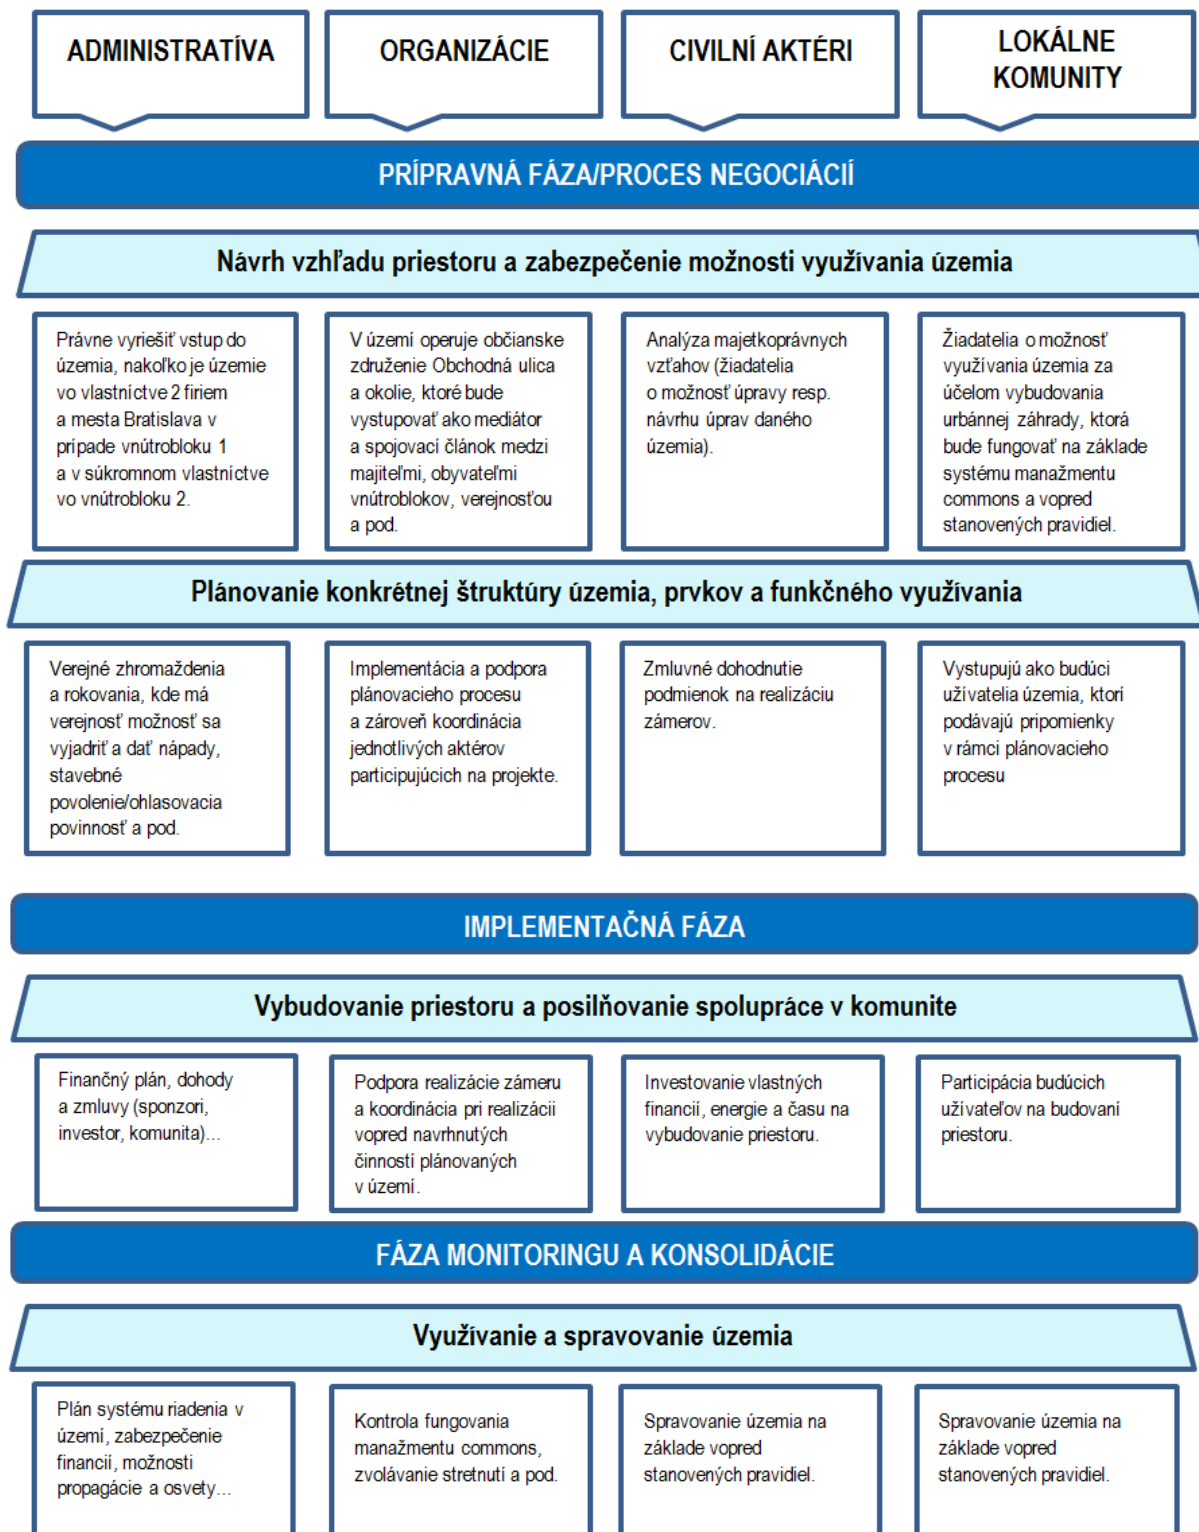 ADMINISTRATÍVA
ORGANIZÁCIE
CIVILNÍ AKTÉRI
LOKÁLNE
KOMUNITY
PRÍPRAVNÁ FÁZA/PROCES NEGOCIÁCIÍ
Návrh vzhľadu priestoru a zabezpečenie možnosti využívania územia
Právne vyriešiť vstup do
územia, nakoľko je územie
vo vlastníctve 2 firiem
a mesta Bratislava v
prípade vnútrobloku 1
a v súkromnom vlastníctve
vo vnútrobloku 2.
V území operuje občianske
združenie Obchodná ulica
a okolie, ktoré bude
vystupovať ako mediátor
a spojovací článok medzi
majiteľmi, obyvateľmi
vnútroblokov, verejnosťou
a pod.
Analýza majetkoprávnych
vzťahov (žiadatelia
o možnosť úpravy resp.
návrhu úprav daného
územia).
Žiadatelia o možnosť
využívania územia za
účelom vybudovania
urbánnej záhrady, ktorá
bude fungovať na základe
systému manažmentu
commons a vopred
stanovených pravidiel.
Plánovanie konkrétnej štruktúry územia, prvkov a funkčného využívania
Verejné zhromaždenia
a rokovania, kde má
verejnosť možnosť sa
vyjadriť a dať nápady,
stavebné
povolenie/ohlasovacia
povinnosť a pod.
Implementácia a podpora
plánovacieho procesu
a zároveň koordinácia
jednotlivých aktérov
participujúcich na projekte.
Zmluvné dohodnutie
podmienok na realizáciu
zámerov.
Vystupujú ako budúci
užívatelia územia, ktorí
podávajú pripomienky
v rámci plánovacieho
procesu
IMPLEMENTAČNÁ FÁZA
Vybudovanie priestoru a posilňovanie spolupráce v komunite
Finančný plán, dohody
a zmluvy (sponzori,
investor, komunita)...
Podpora realizácie zámeru
a koordinácia pri realizácii
vopred navrhnutých
činností plánovaných
v území.
Investovanie vlastných
financií, energie a času na
vybudovanie priestoru.
Participácia budúcich
užívateľov na budovaní
priestoru.
FÁZA MONITORINGU A KONSOLIDÁCIE
Využívanie a spravovanie územia
Plán systému riadenia v
území, zabezpečenie
financií, možnosti
propagácie a osvety...
Kontrola fungovania
manažmentu commons,
zvolávanie stretnutí a pod.
Spravovanie územia na
základe vopred
stanovených pravidiel.
Spravovanie územia na
základe vopred
stanovených pravidiel.